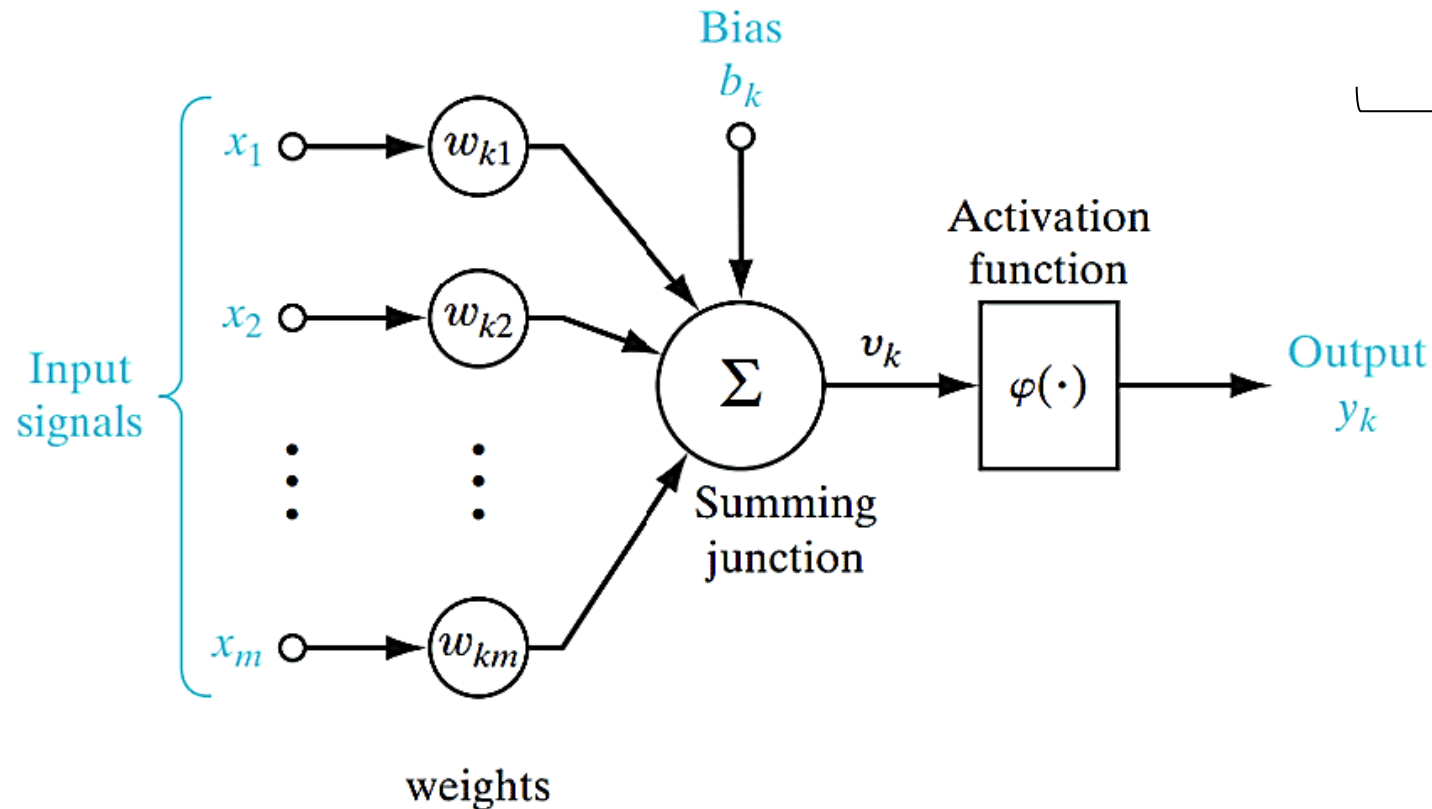 Bias
b_k
x_1
w_k1
Activation
function
x_2
w_k2
Input
signals
Σ
v_k
φ(·)
Output
y_k
Summing
junction
x_m
w_km
weights